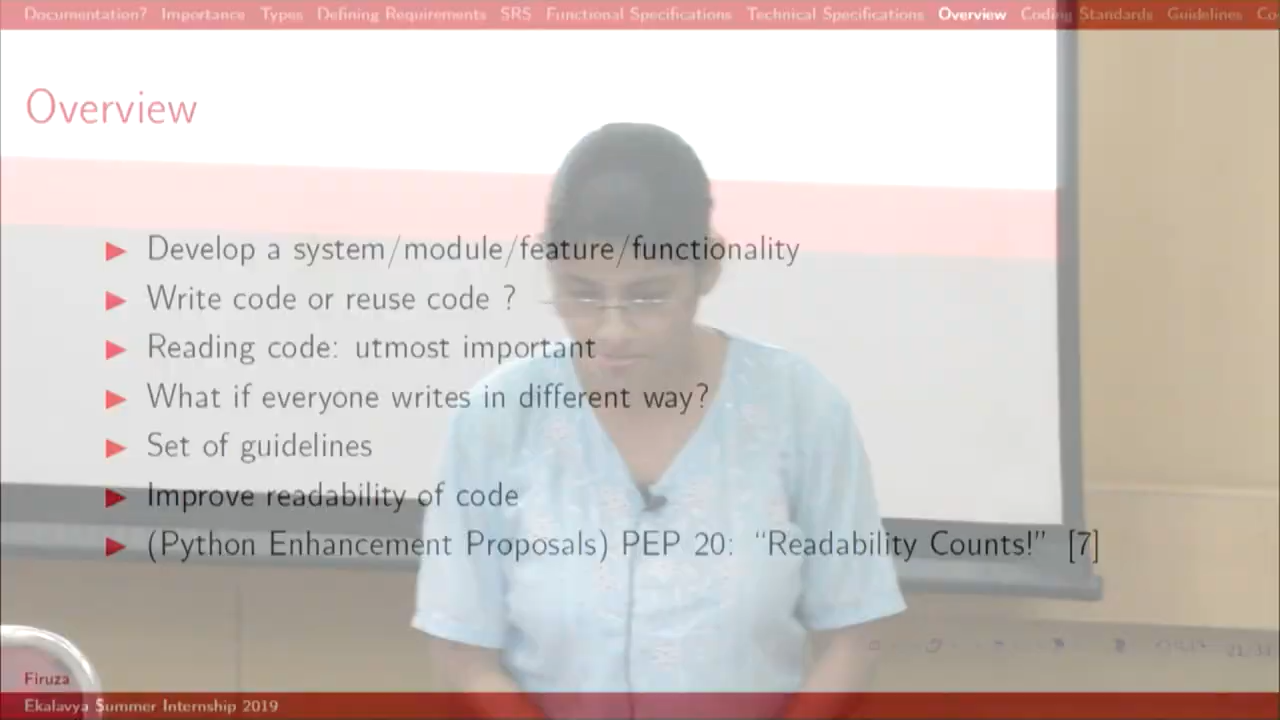 Documentation? Importance Types Defining Requirements SRS Functional Specifications Technical Specifications Overview Coding Standards Guidelines Co
Overview
Develop a system/module/feature/functionality
Write code or reuse code ?
Reading code: utmost important
What if everyone writes in different way?
Set of guidelines
Improve readability of code
(Python Enhancement Proposals) PEP 20: “Readability Counts!” [7]
Firuza
Ekalavya Summer Internship 2019